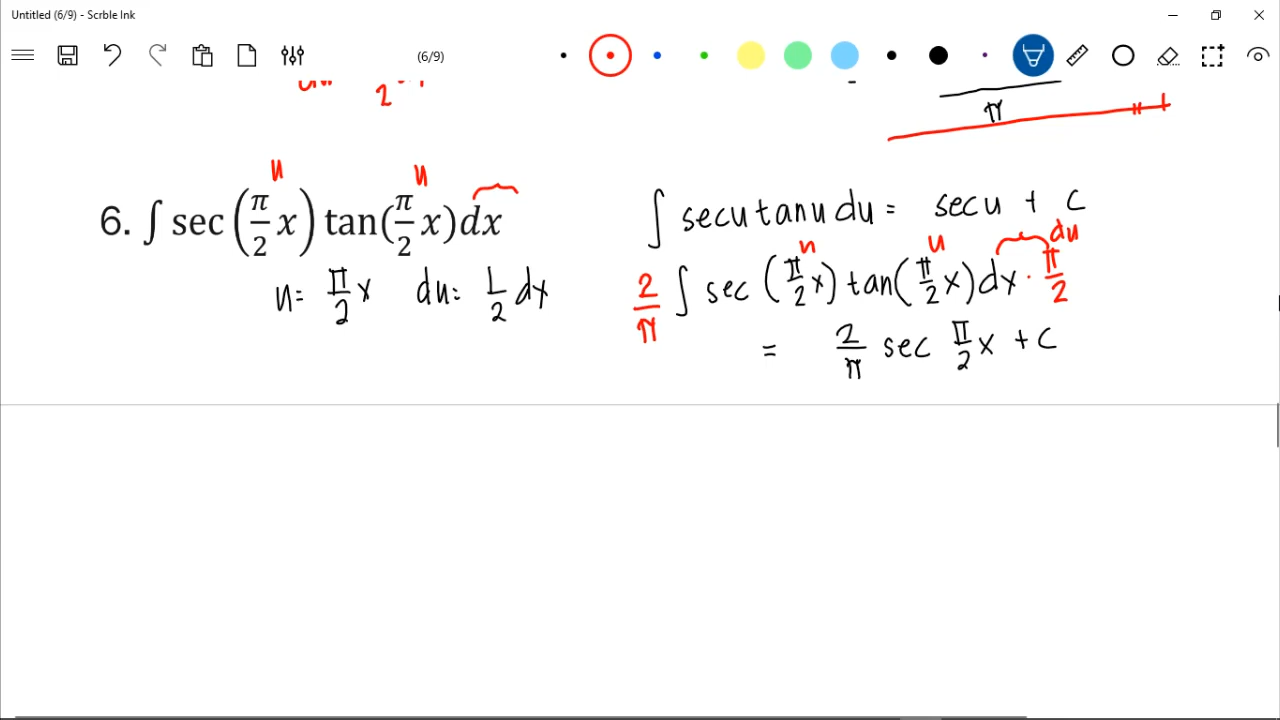 Untitled (6/9) - Scrble Ink
(6/9)
2
π
u u
6. ∫ sec(π/2 x) tan(π/2 x)dx
∫ sec u tan u du = sec u + c
u = π/2 x du = 1/2 dx
u u du
2/π ∫ sec (π/2 x) tan(π/2 x)dx · π/2
= 2/π sec π/2 x + c